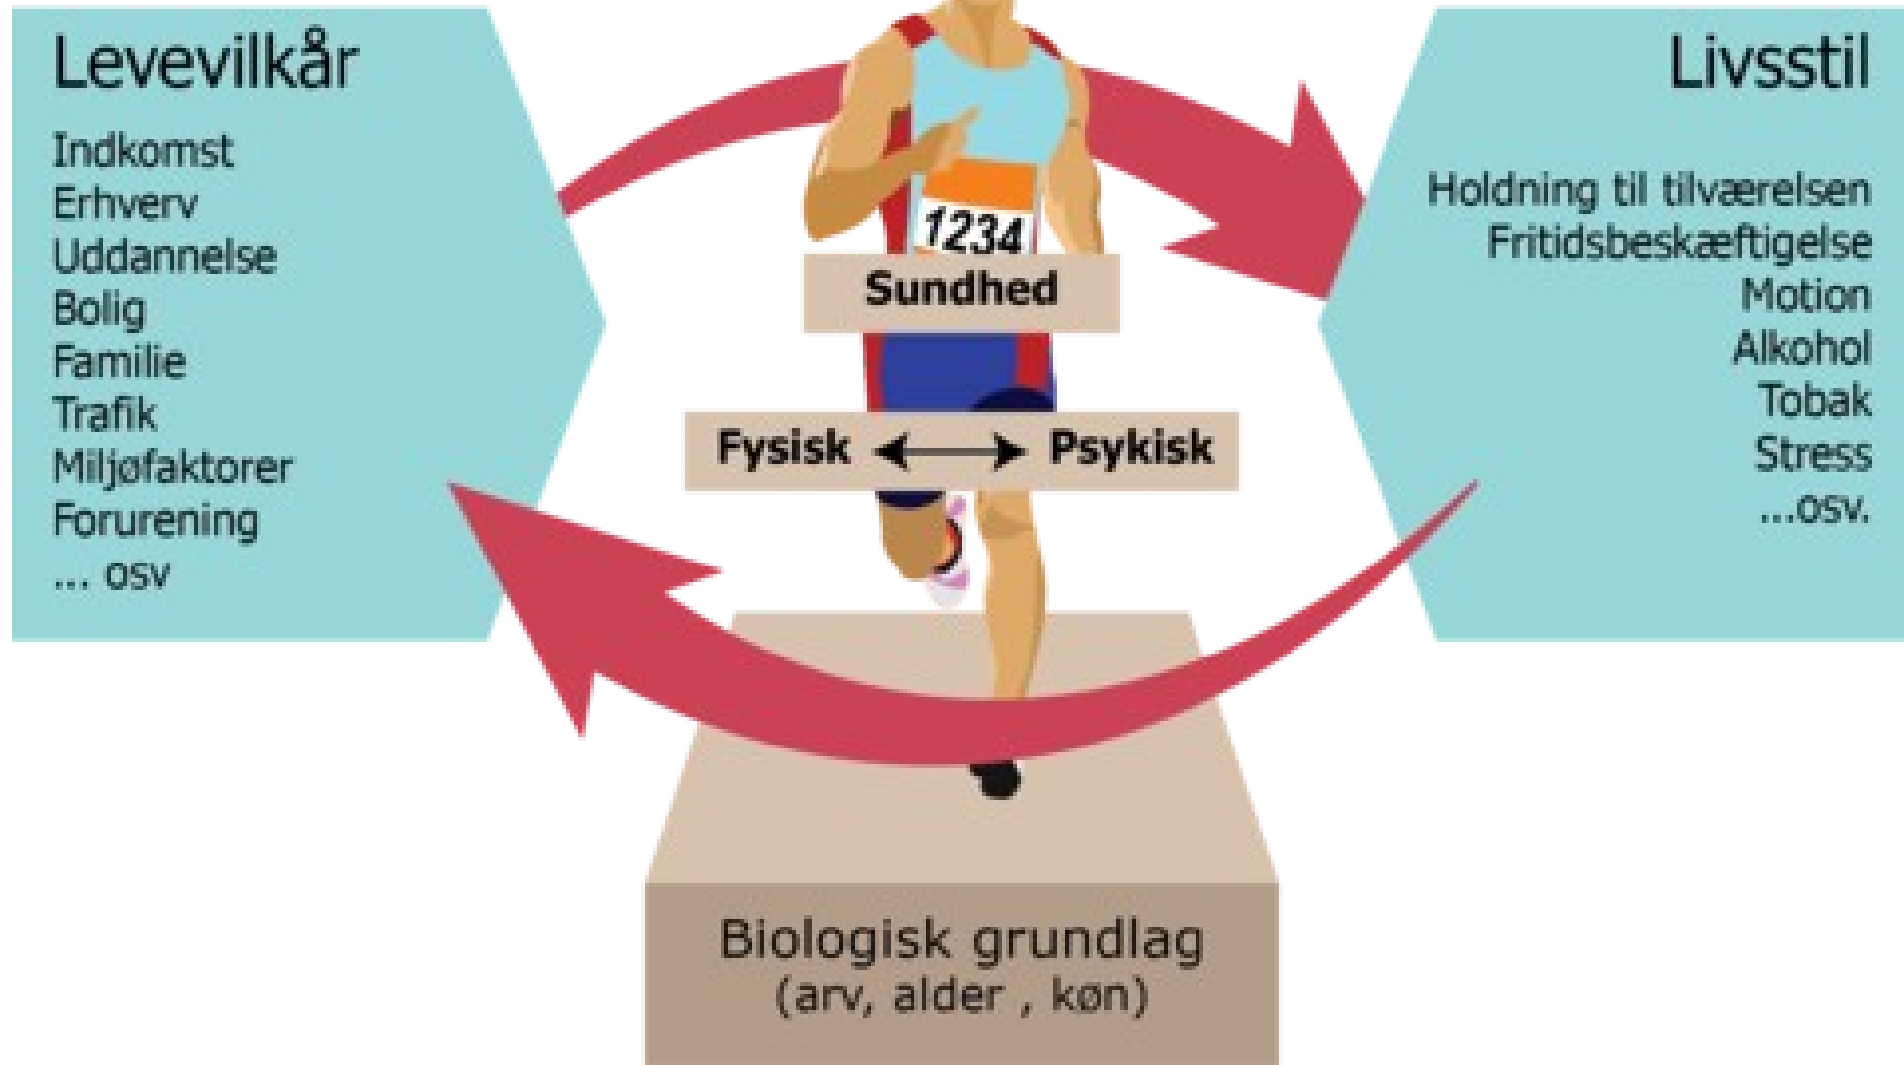 Levevilkår
Indkomst
Erhverv
Uddannelse
Bolig
Familie
Trafik
Miljøfaktorer
Forurening
... osv
1234
Sundhed
Fysisk
Psykisk
Livsstil
Holdning til tilværelsen
Fritidsbeskæftigelse
Motion
Alkohol
Tobak
Stress
...osv.
Biologisk grundlag
(arv, alder , køn)